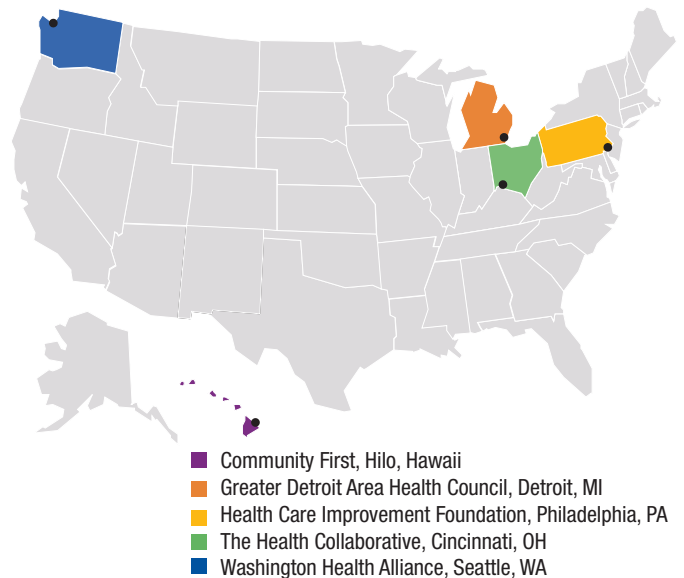 Community First, Hilo, Hawaii
Greater Detroit Area Health Council, Detroit, MI
Health Care Improvement Foundation, Philadelphia, PA
The Health Collaborative, Cincinnati, OH
Washington Health Alliance, Seattle, WA